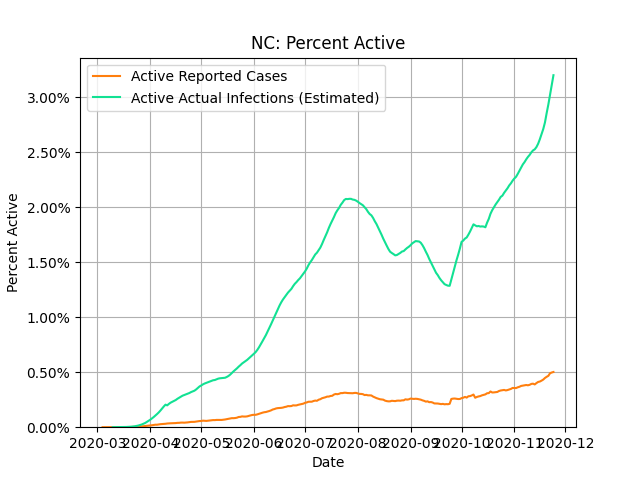 NC: Percent Active
Active Reported Cases
Active Actual Infections (Estimated)
Percent Active
3.00%
2.50%
2.00%
1.50%
1.00%
0.50%
0.00%
2020-03 2020-04 2020-05 2020-06 2020-07 2020-08 2020-09 2020-10 2020-11 2020-12
Date